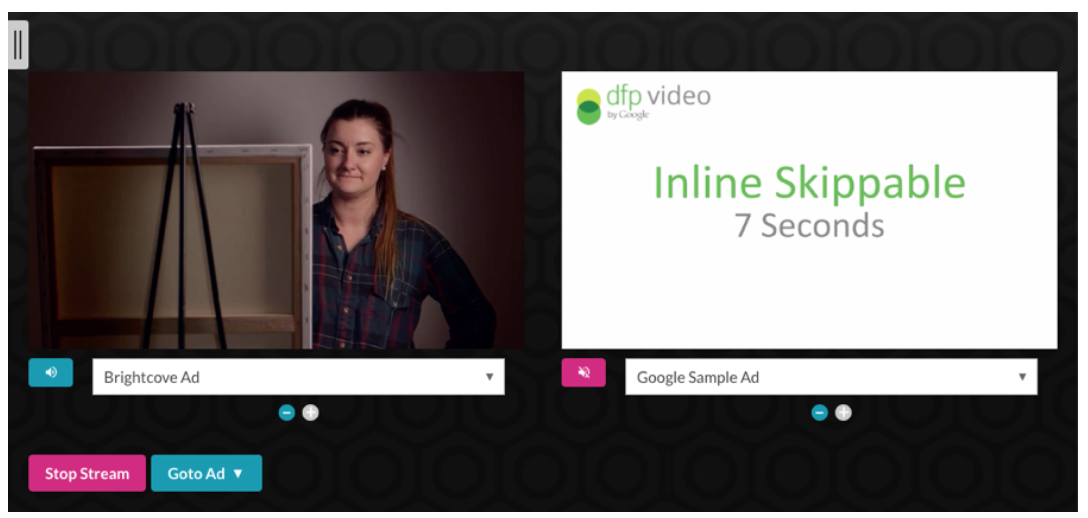 dfp video
by Google
Inline Skippable
7 Seconds
Brightcove Ad
Google Sample Ad
Stop Stream
Goto Ad